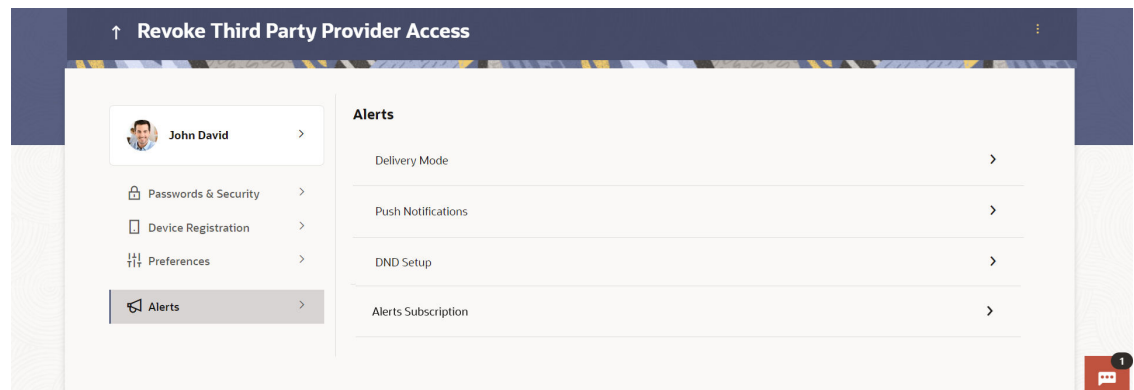 Revoke Third Party Provider Access
John David
Passwords & Security
Device Registration
Preferences
Alerts
Alerts
Delivery Mode
Push Notifications
DND Setup
Alerts Subscription
1